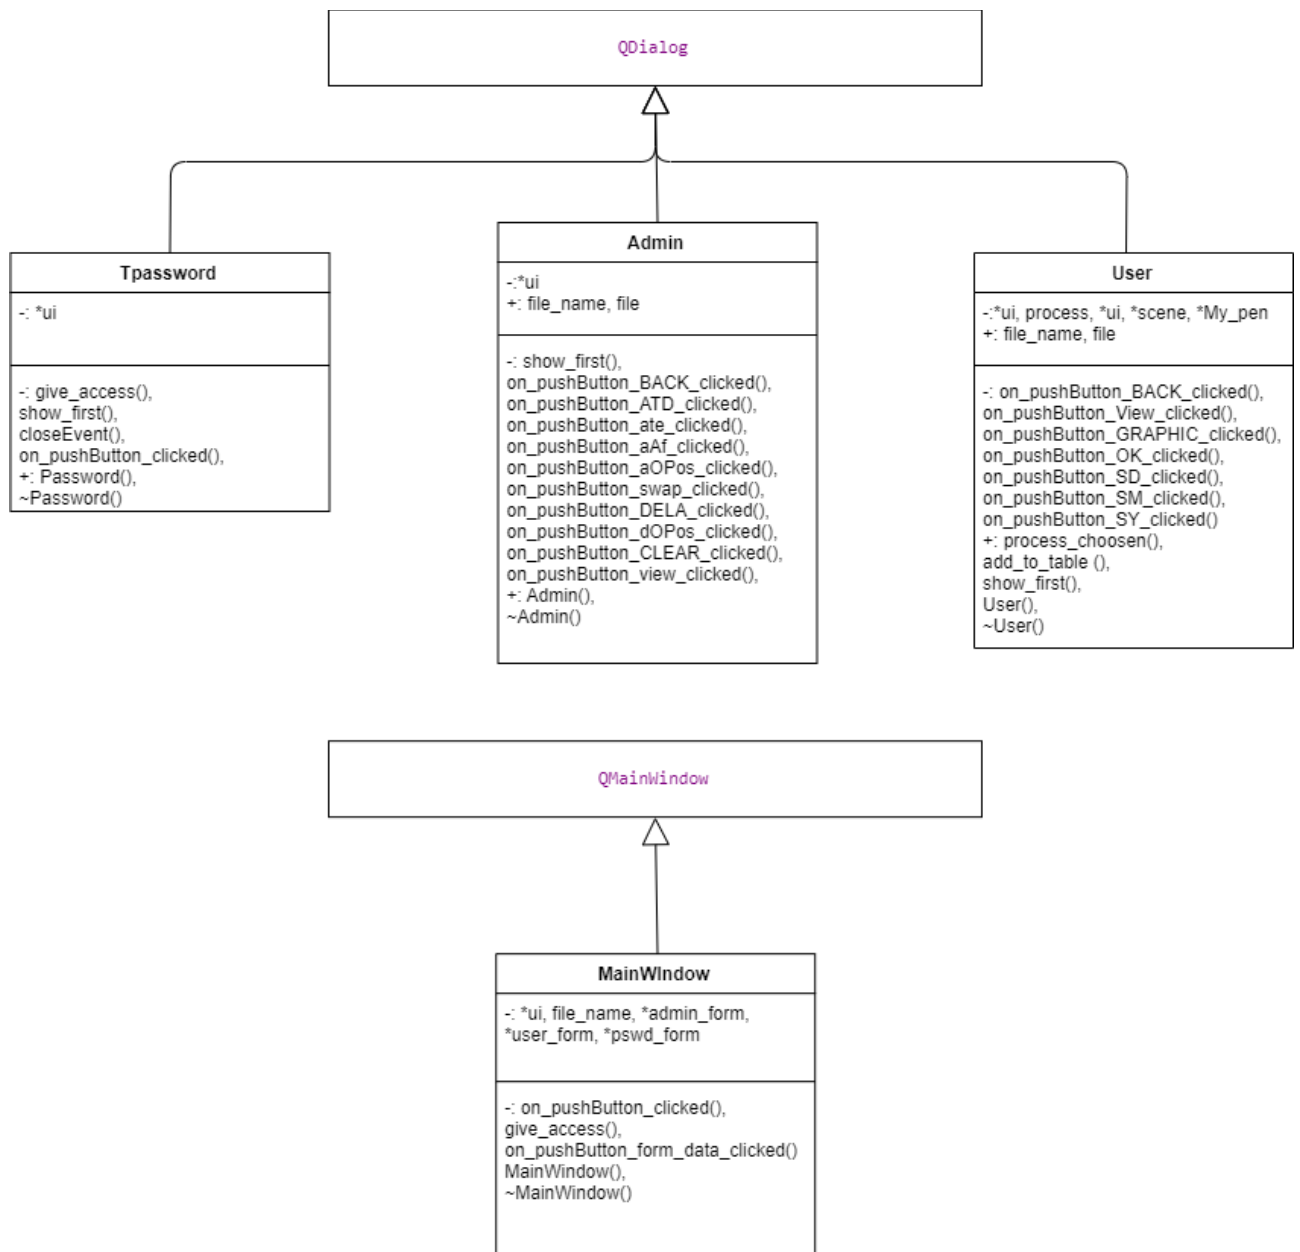 QDialog
Tpassword
-: *ui
-: give_access(),
show_first(),
closeEvent(),
on_pushButton_clicked(),
+: Password(),
~Password()
Admin
-:*ui
+: file_name, file
-: show_first(),
on_pushButton_BACK_clicked(),
on_pushButton_ATD_clicked(),
on_pushButton_ate_clicked(),
on_pushButton_aAf_clicked(),
on_pushButton_aOPos_clicked(),
on_pushButton_swap_clicked(),
on_pushButton_DELA_clicked(),
on_pushButton_dOPos_clicked(),
on_pushButton_CLEAR_clicked(),
on_pushButton_view_clicked(),
+: Admin(),
~Admin()
User
-:*ui, process, *ui, *scene, *My_pen
+: file_name, file
-: on_pushButton_BACK_clicked(),
on_pushButton_View_clicked(),
on_pushButton_GRAPHIC_clicked(),
on_pushButton_OK_clicked(),
on_pushButton_SD_clicked(),
on_pushButton_SM_clicked(),
on_pushButton_SY_clicked()
+: process_choosen(),
add_to_table (),
show_first(),
User(),
~User()
QMainWindow
MainWIndow
-: *ui, file_name, *admin_form,
*user_form, *pswd_form
-: on_pushButton_clicked(),
give_access(),
on_pushButton_form_data_clicked()
MainWindow(),
~MainWindow()